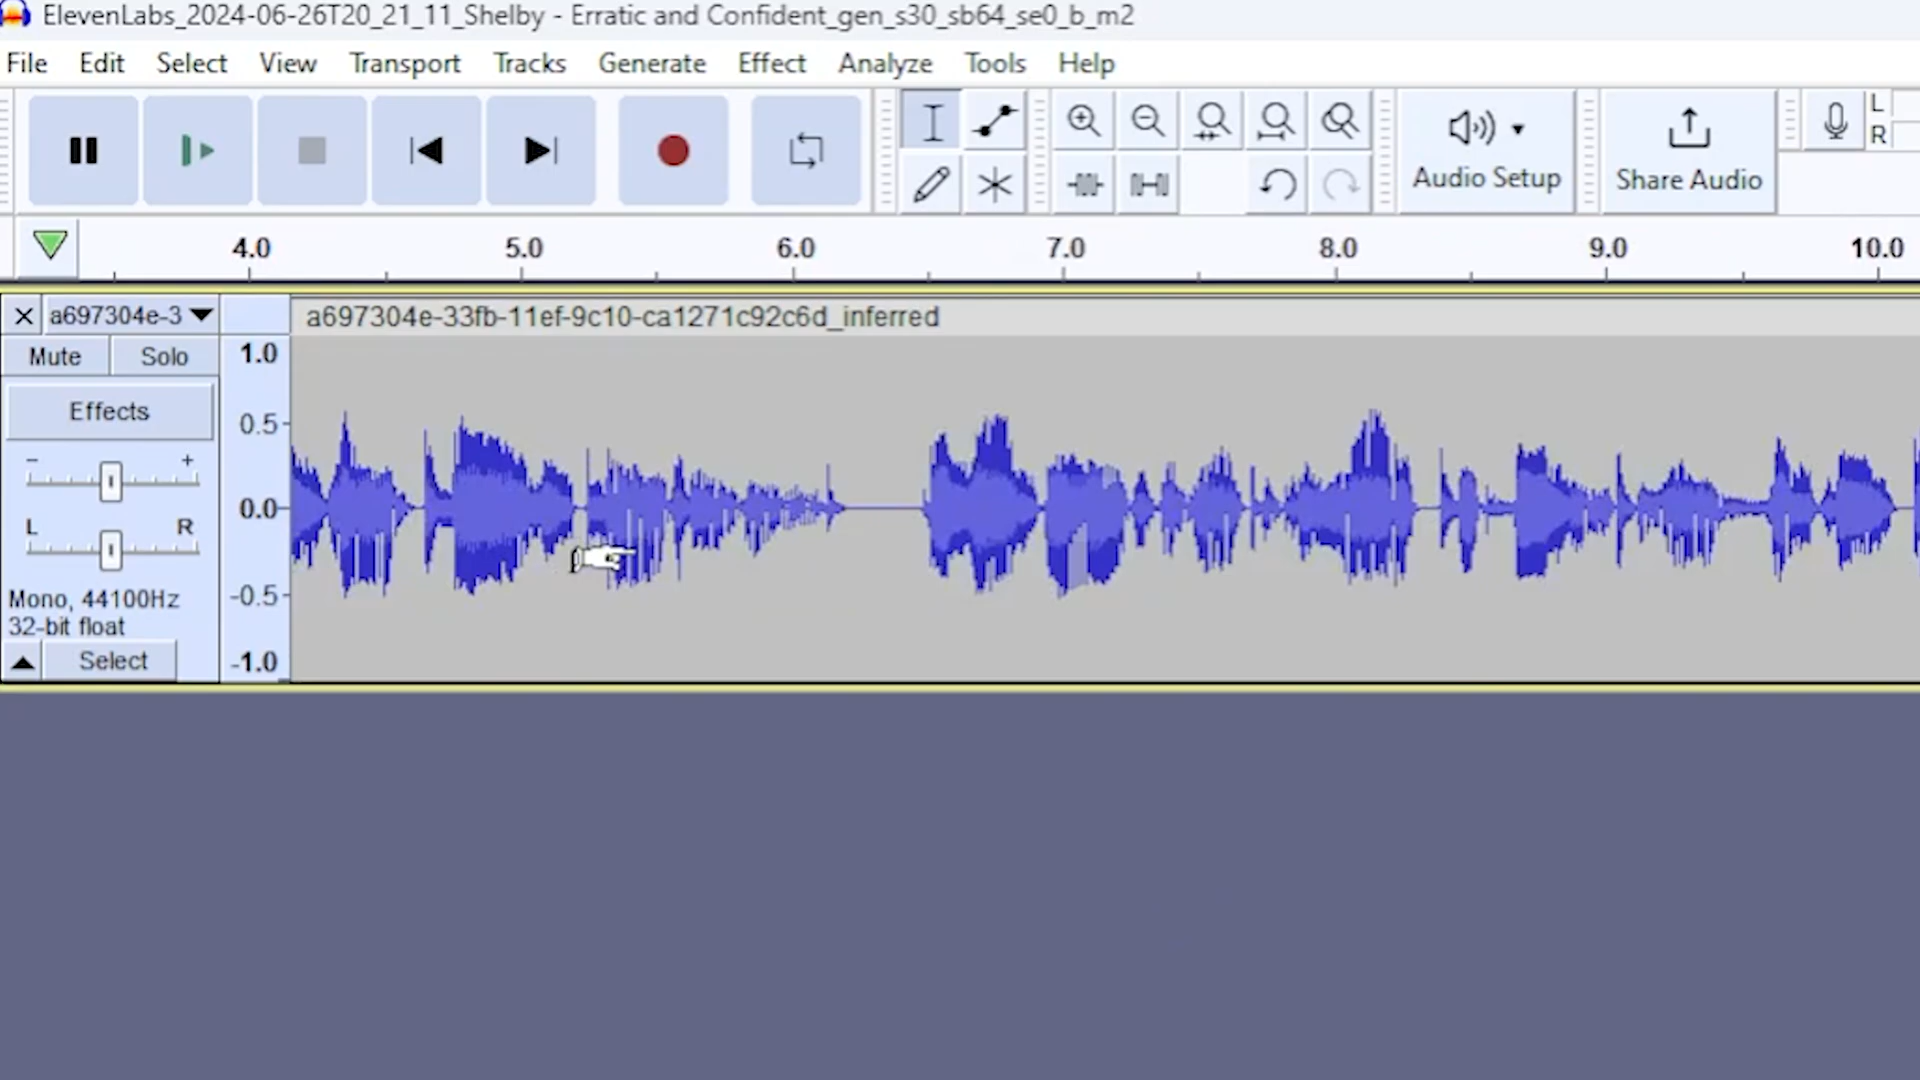 ElevenLabs_2024-06-26T20_21_11_Shelby - Erratic and Confident_gen_s30_sb64_se0_b_m2
File Edit Select View Transport Tracks Generate Effect Analyze Tools Help
Audio Setup
Share Audio
L
R
4.0 5.0 6.0 7.0 8.0 9.0 10.0
a697304e-3
a697304e-33fb-11ef-9c10-ca1271c92c6d_inferred
Mute Solo
Effects
- +
L R
Mono, 44100Hz
32-bit float
Select
1.0
0.5
0.0
-0.5
-1.0